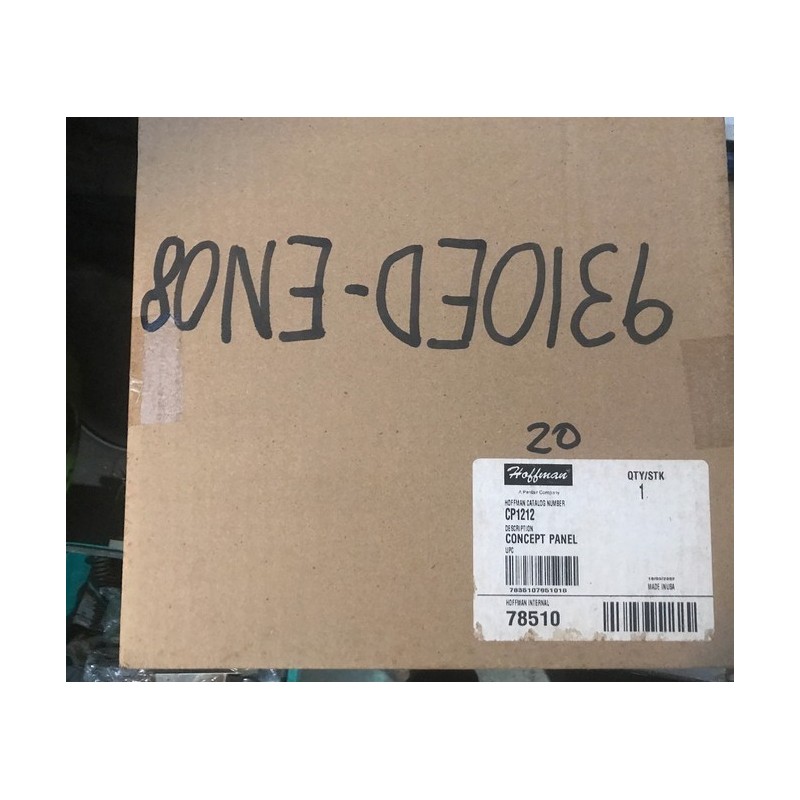 9310ED-EN08
20
Hoffman
QTY/STK
A Pentair Company
1
HOFFMAN CATALOG NUMBER
CP1212
DESCRIPTION
CONCEPT PANEL
UPC
MADE IN USA
HOFFMAN INTERNAL
78510